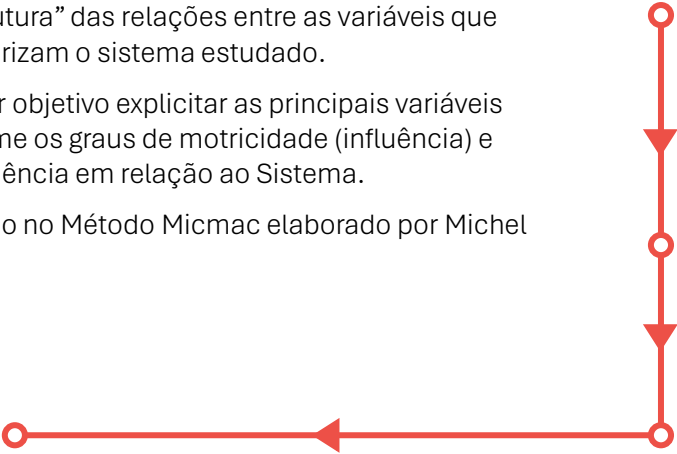 utura” das relações entre as variáveis que
rizam o sistema estudado.
r objetivo explicitar as principais variáveis
me os graus de motricidade (influência) e
ência em relação ao Sistema.
o no Método Micmac elaborado por Michel